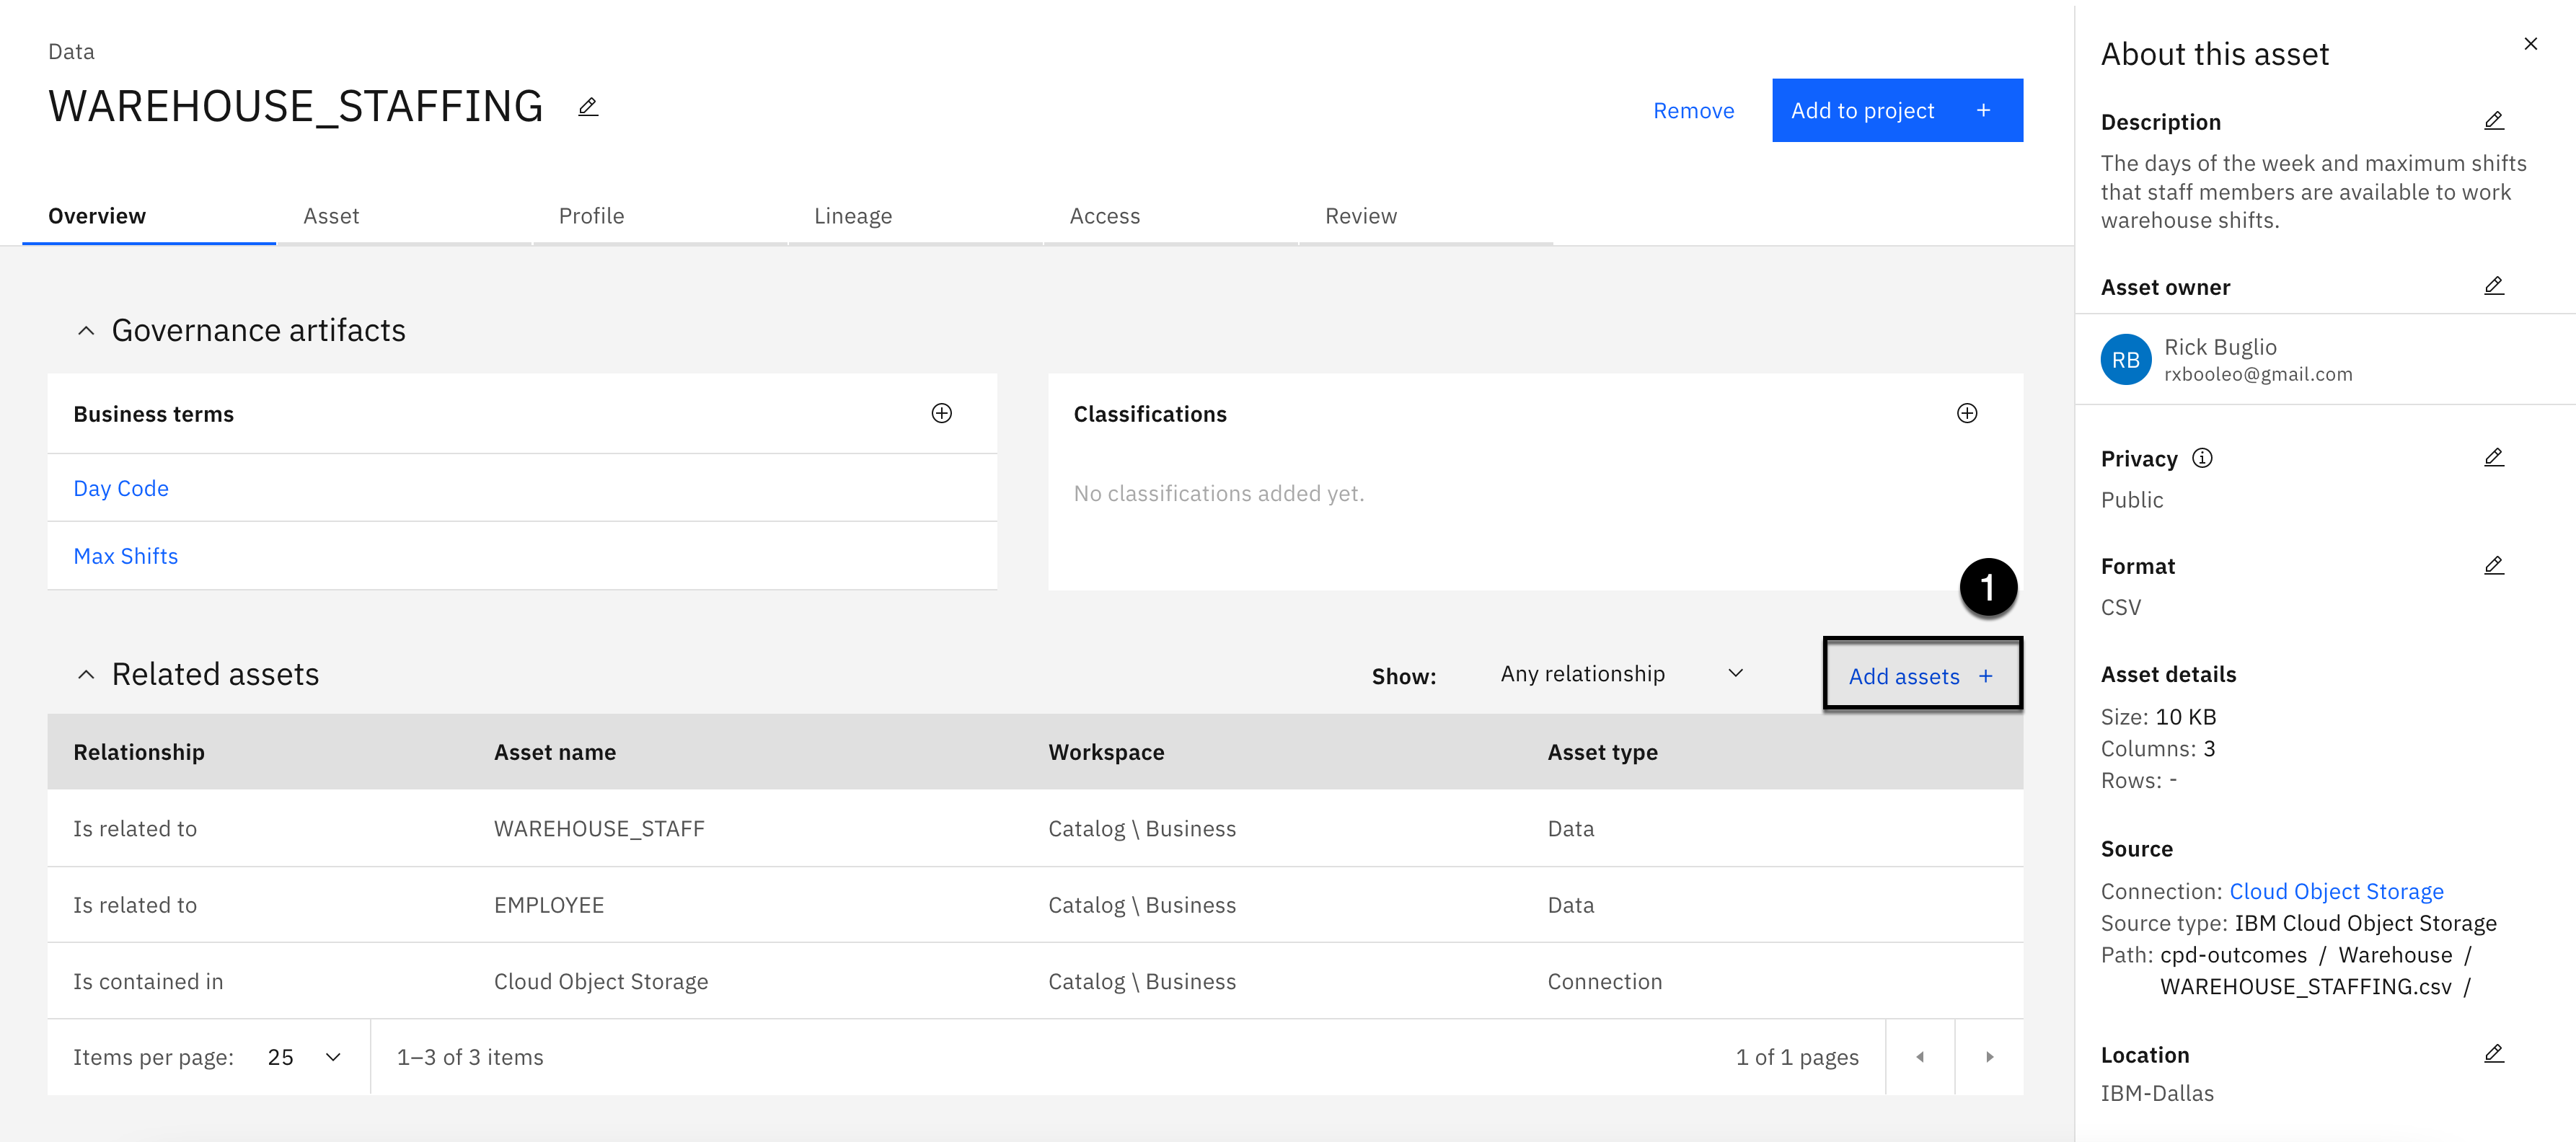 Data
WAREHOUSE_STAFFING
Remove
Add to project +
Overview Asset Profile Lineage Access Review
Governance artifacts
Business terms
Day Code
Max Shifts
Classifications
No classifications added yet.
1
Related assets
Show: Any relationship
Add assets +
Relationship Asset name Workspace Asset type
Is related to WAREHOUSE_STAFF Catalog \ Business Data
Is related to EMPLOYEE Catalog \ Business Data
Is contained in Cloud Object Storage Catalog \ Business Connection
Items per page: 25 1–3 of 3 items 1 of 1 pages
About this asset
Description
The days of the week and maximum shifts
that staff members are available to work
warehouse shifts.
Asset owner
RB
Rick Buglio
rxbooleo@gmail.com
Privacy
Public
Format
CSV
Asset details
Size: 10 KB
Columns: 3
Rows: -
Source
Connection: Cloud Object Storage
Source type: IBM Cloud Object Storage
Path: cpd-outcomes / Warehouse /
WAREHOUSE_STAFFING.csv /
Location
IBM-Dallas